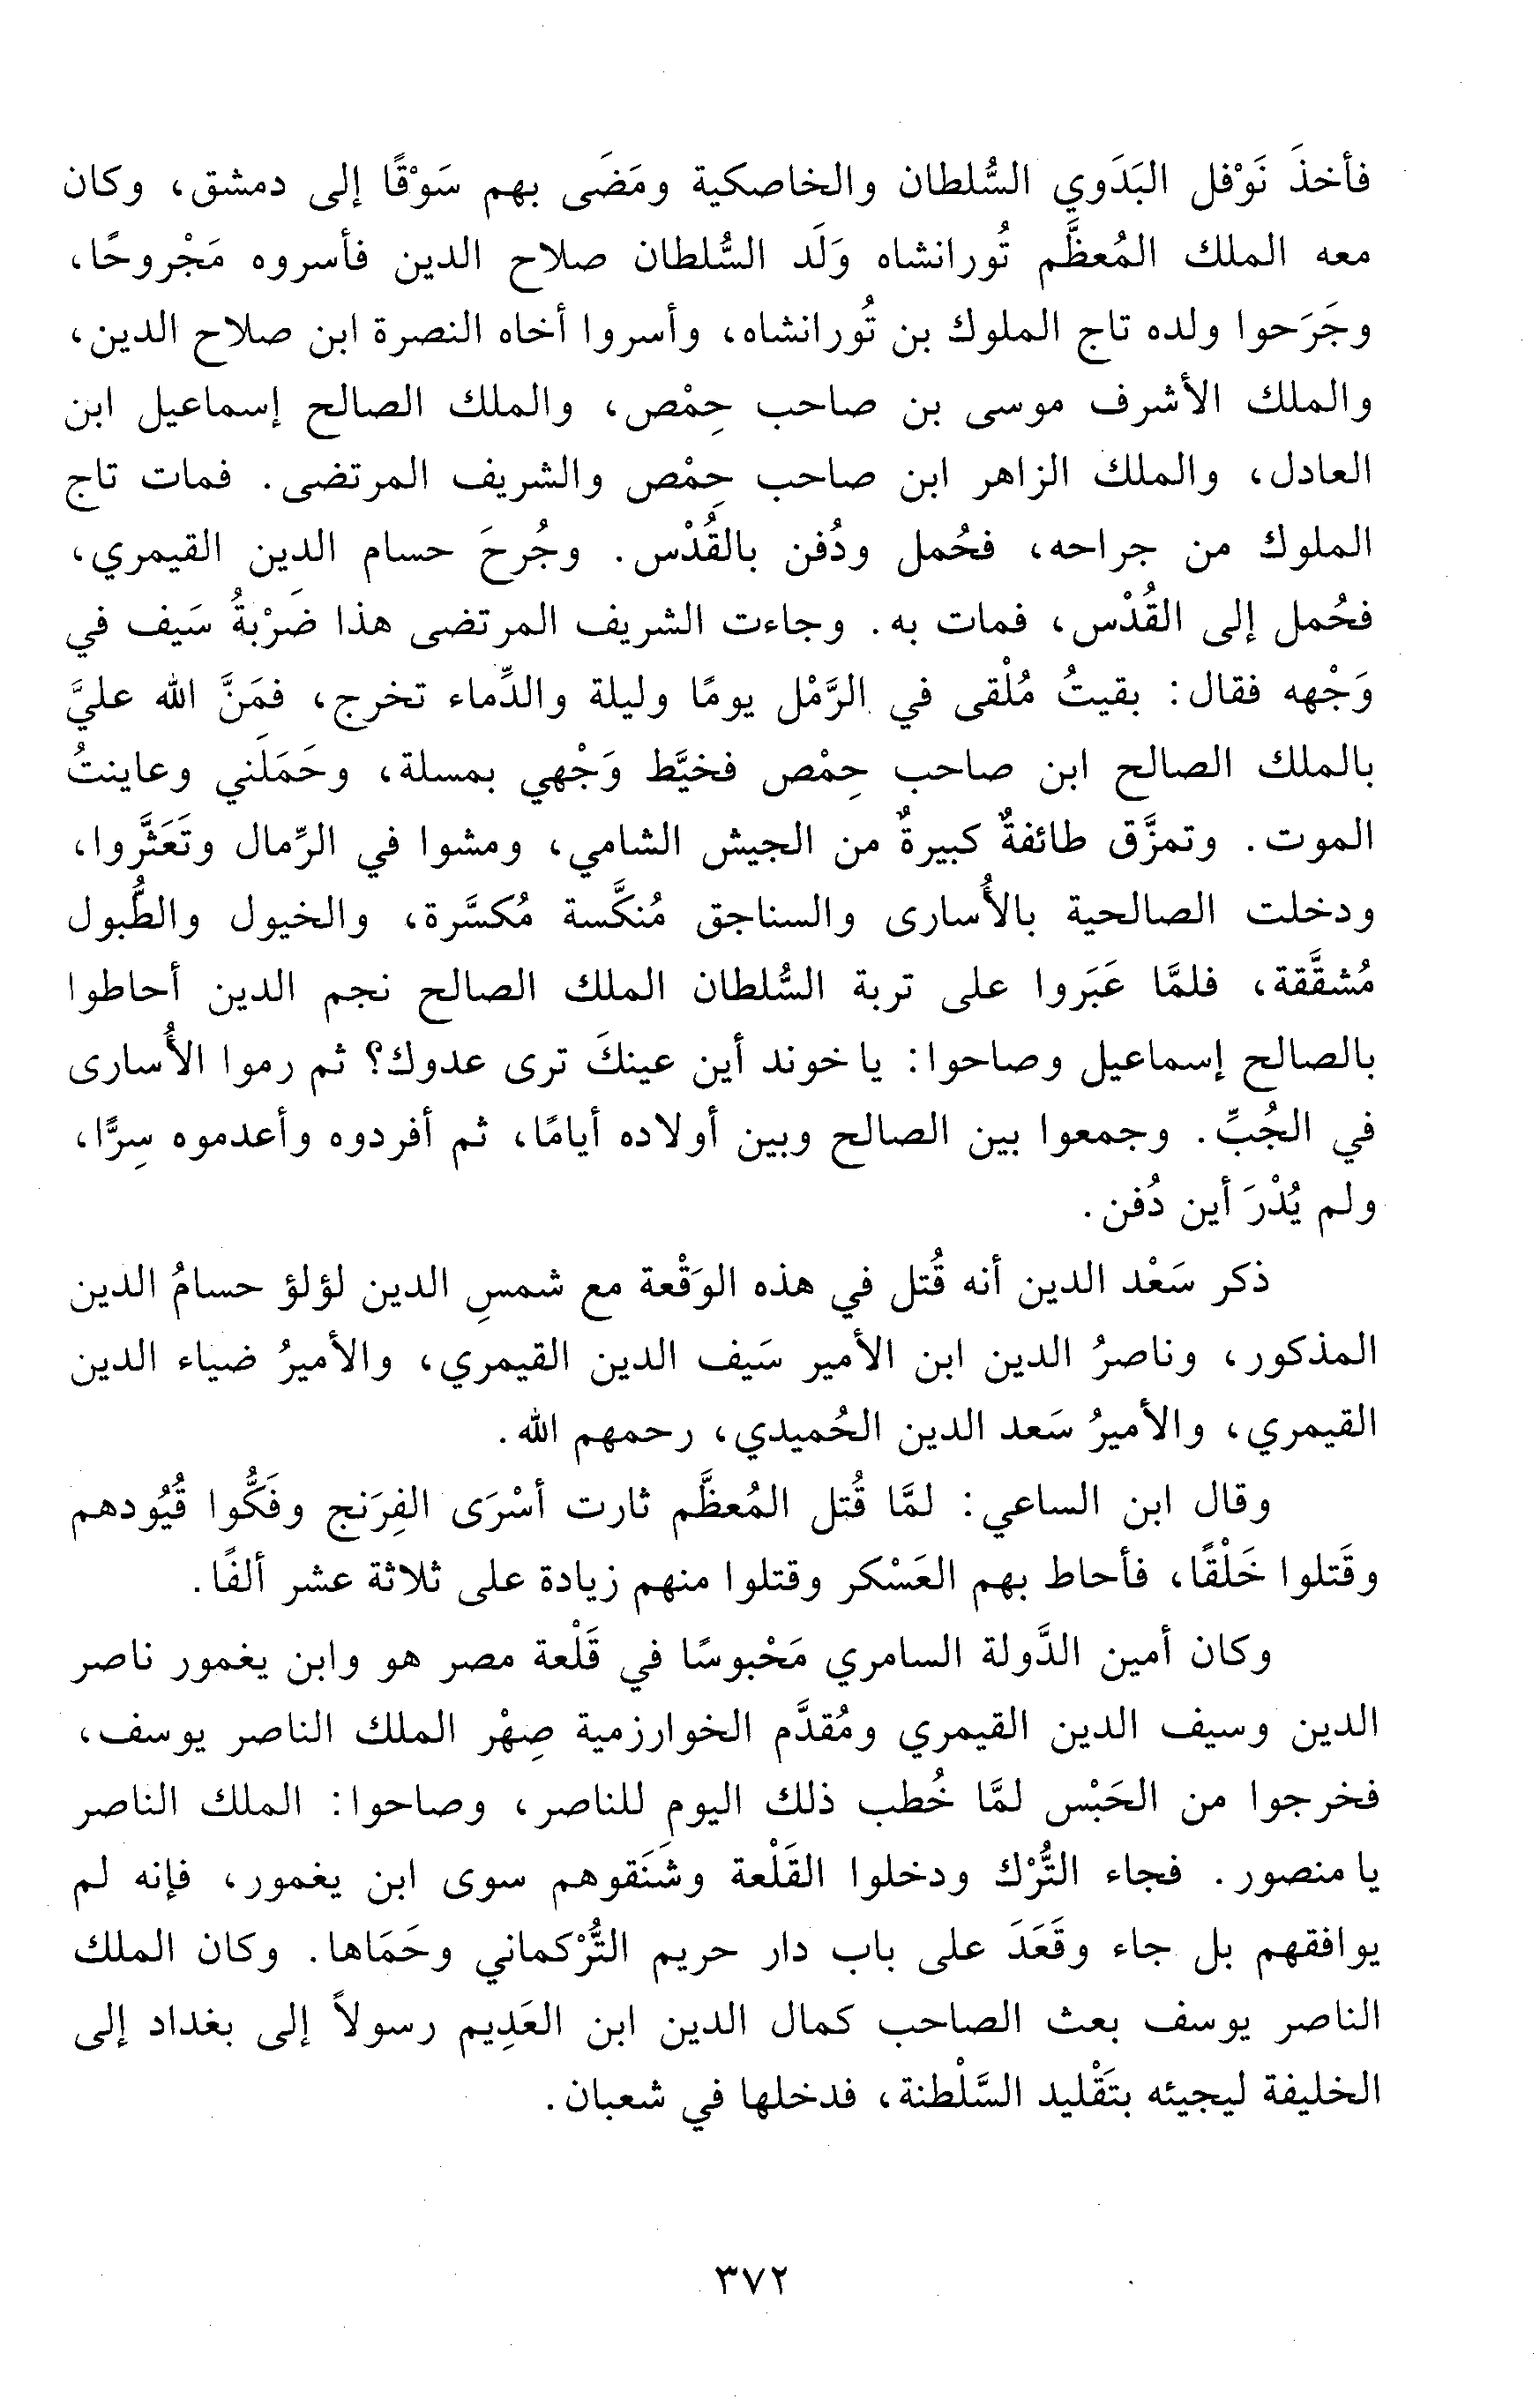 فأخذَ نَوْفل البَدَوي السُّلطان والخاصكية ومَضَى بهم سَوْقًا إلى دمشق، وكان
معه الملك المُعظَّم تُورانشاه وَلَد السُّلطان صلاح الدين فأسروه مَجْروحًا،
وجَرَحوا ولده تاج الملوك بن تُورانشاه، وأسروا أخاه النصرة ابن صلاح الدين،
والملك الأشرف موسى بن صاحب حِمْص، والملك الصالح إسماعيل ابن
العادل، والملك الزاهر ابن صاحب حِمْص والشريف المرتضى. فمات تاج
الملوك من جراحه، فحُمل ودُفن بالقُدْس. وجُرحَ حسام الدين القيمري،
فحُمل إلى القُدْس، فمات به. وجاءت الشريف المرتضى هذا ضَرْبةُ سَيف في
وَجْهه فقال: بقيتُ مُلْقى في الرَّمْل يومًا وليلة والدِّماء تخرج، فمَنَّ الله عليَّ
بالملك الصالح ابن صاحب حِمْص فخيَّط وَجْهي بمسلة، وحَمَلَني وعاينتُ
الموت. وتمزَّق طائفةٌ كبيرةٌ من الجيش الشامي، ومشوا في الرِّمال وتَعَثَّروا،
ودخلت الصالحية بالأُسارى والسناجق مُنكَّسة مُكسَّرة، والخيول والطُّبول
مُشقَّقة، فلمَّا عَبَروا على تربة السُّلطان الملك الصالح نجم الدين أحاطوا
بالصالح إسماعيل وصاحوا: يا خوند أين عينكَ ترى عدوك؟ ثم رموا الأُسارى
في الجُبِّ. وجمعوا بين الصالح وبين أولاده أيامًا، ثم أفردوه وأعدموه سِرًّا،
ولم يُدْرَ أين دُفن.
ذكر سَعْد الدين أنه قُتل في هذه الوَقْعة مع شمسِ الدين لؤلؤ حسامُ الدين
المذكور، وناصرُ الدين ابن الأمير سَيف الدين القيمري، والأميرُ ضياء الدين
القيمري، والأميرُ سَعد الدين الحُميدي، رحمهم الله.
وقال ابن الساعي: لمَّا قُتل المُعظَّم ثارت أسْرَى الفِرَنج وفَكُّوا قُيُودهم
وقَتلوا خَلْقًا، فأحاط بهم العَسْكر وقتلوا منهم زيادة على ثلاثة عشر ألفًا.
وكان أمين الدَّولة السامري مَحْبوسًا في قَلْعة مصر هو وابن يغمور ناصر
الدين وسيف الدين القيمري ومُقدَّم الخوارزمية صِهْر الملك الناصر يوسف،
فخرجوا من الحَبْس لمَّا خُطب ذلك اليوم للناصر، وصاحوا: الملك الناصر
يا منصور. فجاء التُّرْك ودخلوا القَلْعة وشَنَقوهم سوى ابن يغمور، فإنه لم
يوافقهم بل جاء وقَعَدَ على باب دار حريم التُّرْكماني وحَمَاها. وكان الملك
الناصر يوسف بعث الصاحب كمال الدين ابن العَدِيم رسولاً إلى بغداد إلى
الخليفة ليجيئه بتَقْليد السَّلْطنة، فدخلها في شعبان.
٣٧٢